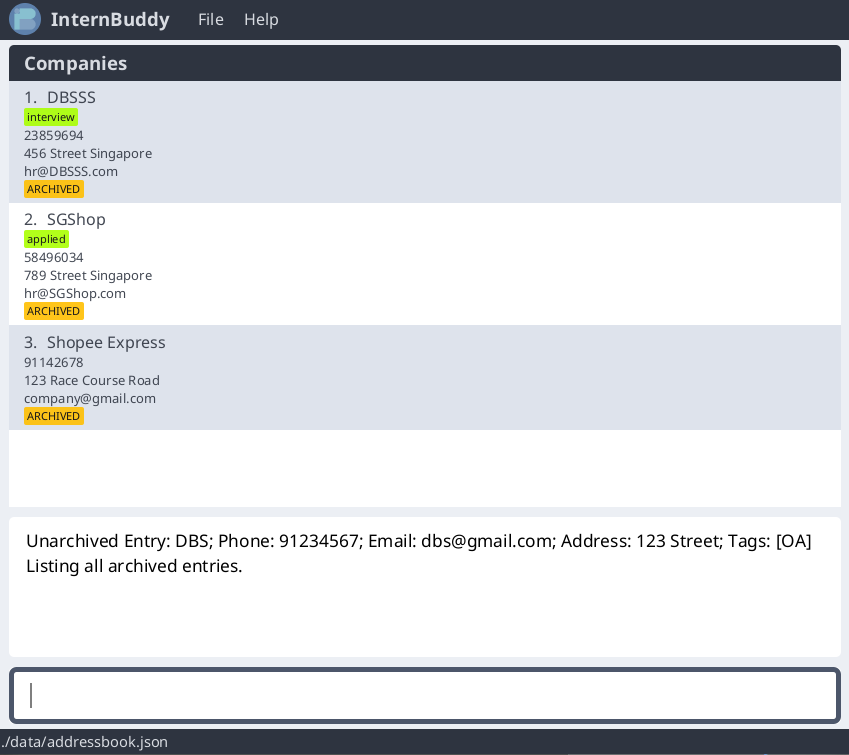 InternBuddy File Help
Companies
1. DBSSS
interview
23859694
456 Street Singapore
hr@DBSSS.com
ARCHIVED
2. SGShop
applied
58496034
789 Street Singapore
hr@SGShop.com
ARCHIVED
3. Shopee Express
91142678
123 Race Course Road
company@gmail.com
ARCHIVED
Unarchived Entry: DBS; Phone: 91234567; Email: dbs@gmail.com; Address: 123 Street; Tags: [OA]
Listing all archived entries.
./data/addressbook.json